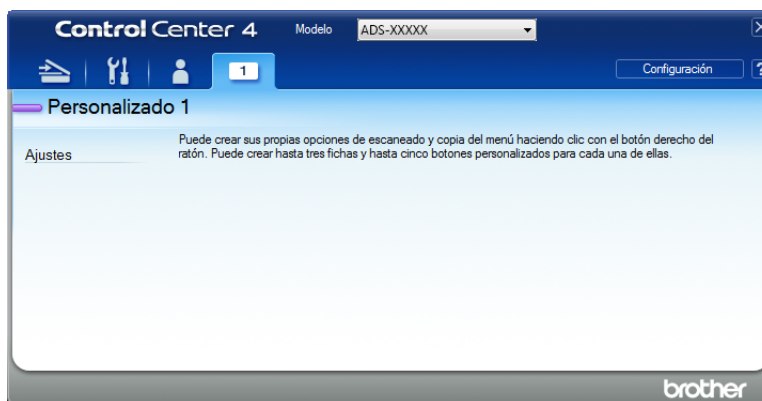 Control Center 4 Modelo ADS-XXXXX
1 Configuración ?
Personalizado 1
Puede crear sus propias opciones de escaneado y copia del menú haciendo clic con el botón derecho del
Ajustes ratón. Puede crear hasta tres fichas y hasta cinco botones personalizados para cada una de ellas.
brother